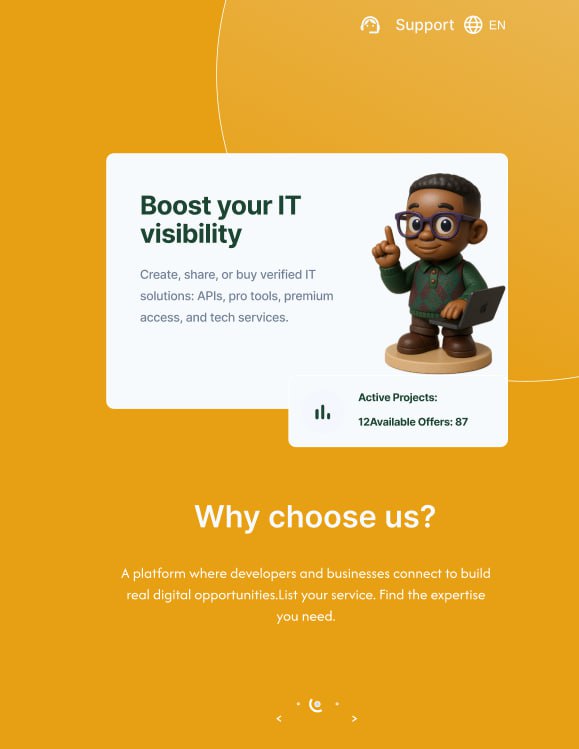 Support EN
Boost your IT
visibility
Create, share, or buy verified IT
solutions: APIs, pro tools, premium
access, and tech services.
Active Projects:
12Available Offers: 87
Why choose us?
A platform where developers and businesses connect to build
real digital opportunities.List your service. Find the expertise
you need.